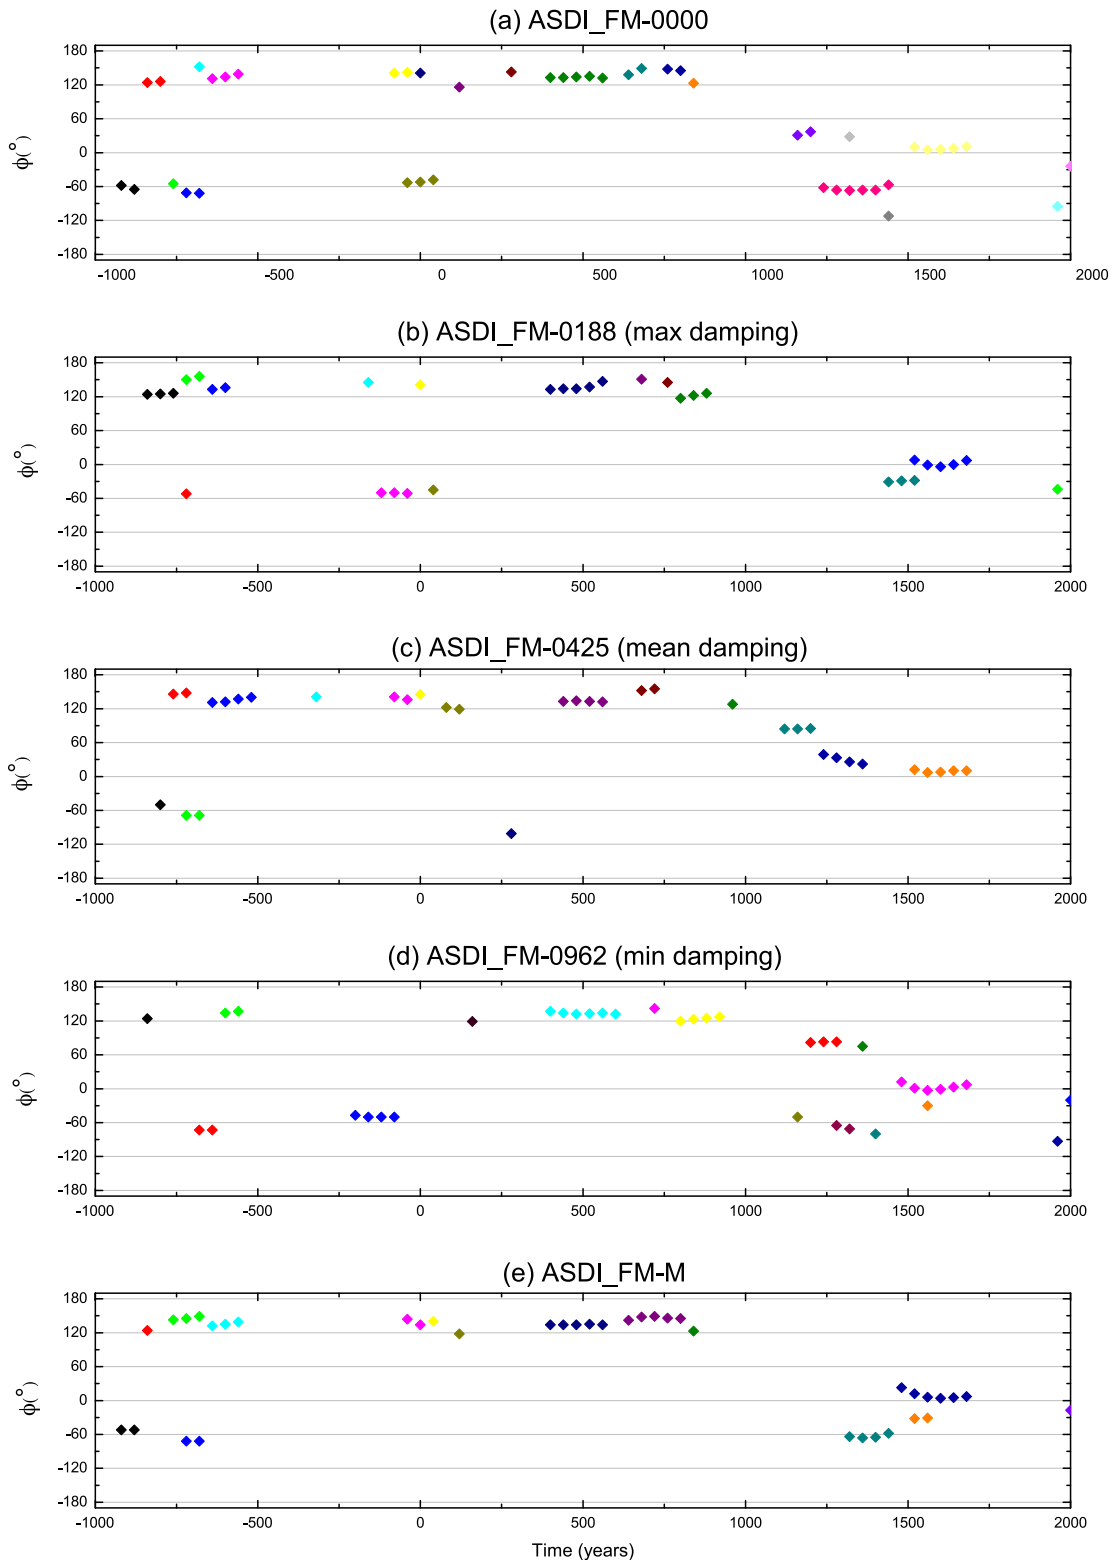 (a) ASDI_FM-0000
180
120
60
0
-60
-120
-180
ϕ(°)
-1000 -500 0 500 1000 1500 2000
(b) ASDI_FM-0188 (max damping)
180
120
60
0
-60
-120
-180
ϕ(°)
-1000 -500 0 500 1000 1500 2000
(c) ASDI_FM-0425 (mean damping)
180
120
60
0
-60
-120
-180
ϕ(°)
-1000 -500 0 500 1000 1500 2000
(d) ASDI_FM-0962 (min damping)
180
120
60
0
-60
-120
-180
ϕ(°)
-1000 -500 0 500 1000 1500 2000
(e) ASDI_FM-M
180
120
60
0
-60
-120
-180
ϕ(°)
-1000 -500 0 500 1000 1500 2000
Time (years)